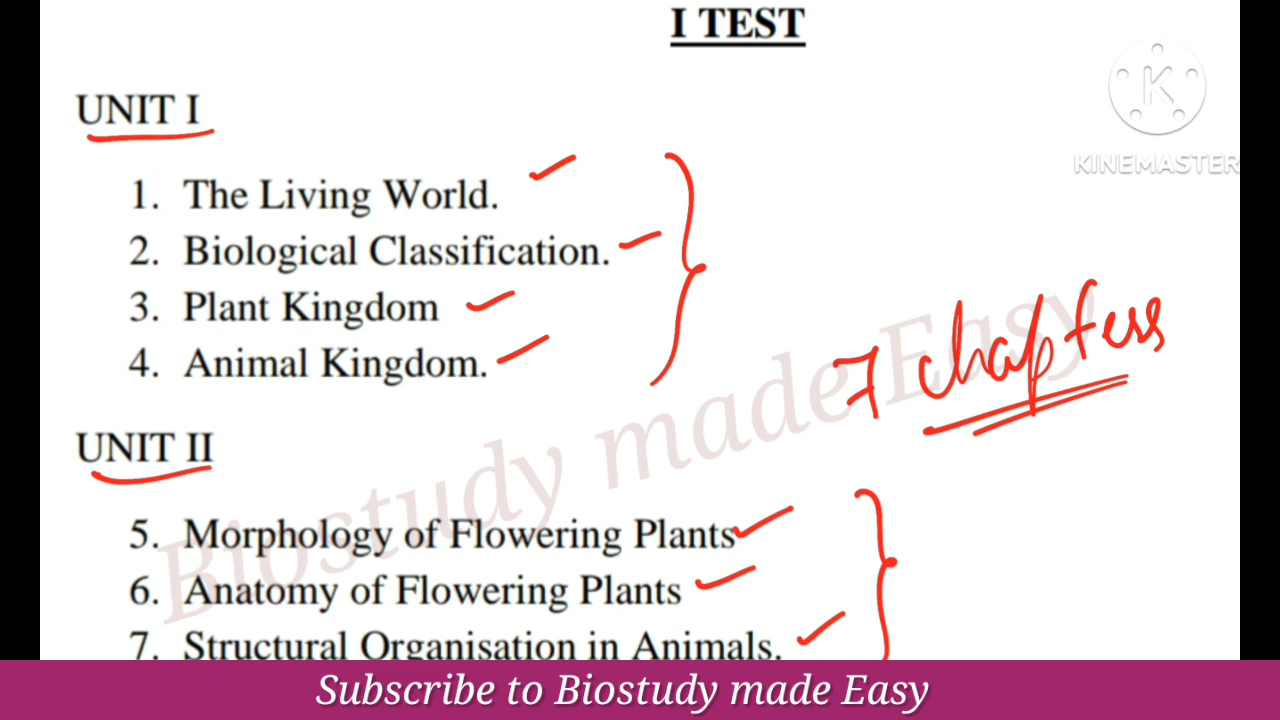 I TEST
UNIT I
K
KINEMASTER
1. The Living World.
2. Biological Classification.
3. Plant Kingdom
4. Animal Kingdom.
7 chapters
UNIT II
5. Morphology of Flowering Plants
6. Anatomy of Flowering Plants
7. Structural Organisation in Animals.
Biostudy made Easy
Subscribe to Biostudy made Easy